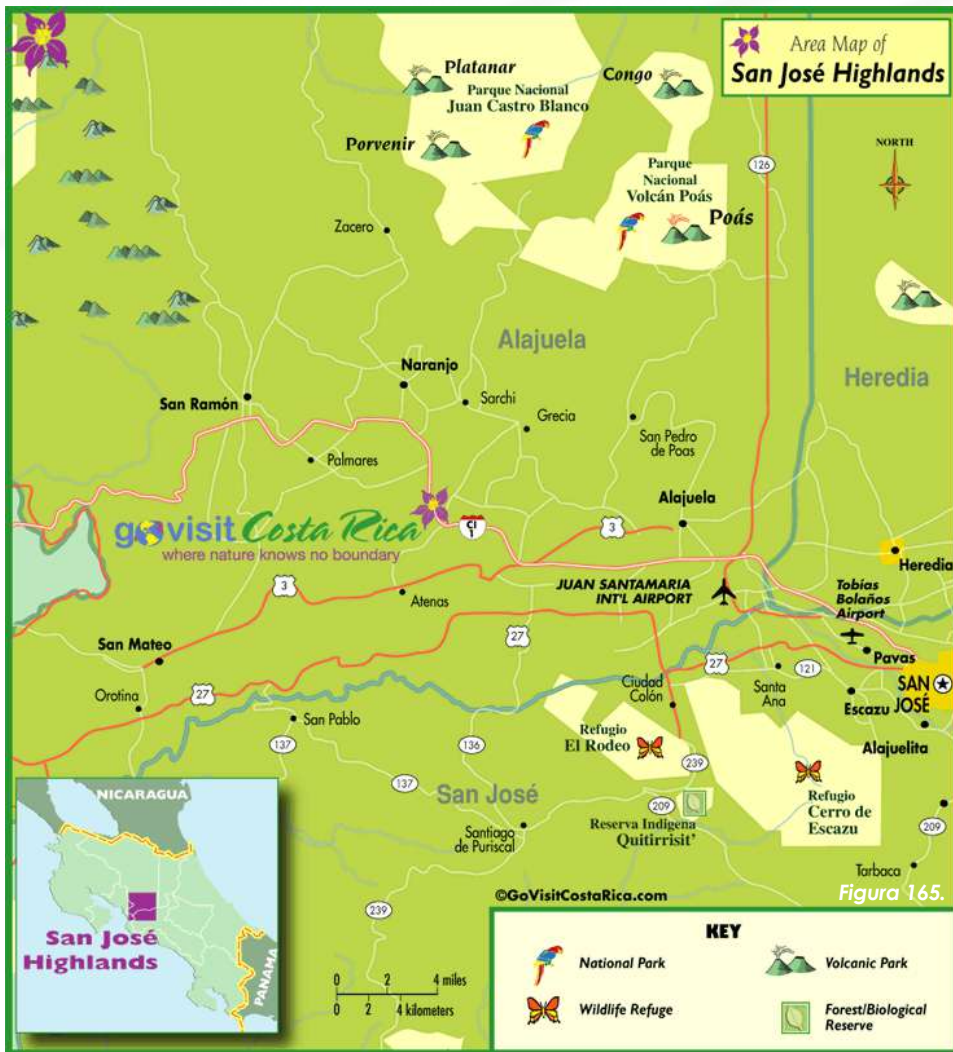 Area Map of
San José Highlands
Platanar
Parque Nacional
Juan Castro Blanco
Congo
Porvenir
Parque
Nacional
Volcán Poás
Poás
126
NORTH
Zacero
Alajuela
Heredia
Naranjo
San Ramón
Sarchi
Grecia
San Pedro
de Poas
Palmares
Alajuela
govisit Costa Rica
where nature knows no boundary
CI
1
3
Heredia
JUAN SANTAMARIA
INT'L AIRPORT
Tobías
Bolaños
Airport
3
Atenas
San Mateo
27
Pavas
27
121
SAN
JOSÉ
Orotina
27
Ciudad
Colón
Santa
Ana
Escazu
San Pablo
Alajuelita
Refugio
El Rodeo
137
136
239
137
San José
209
Refugio
Cerro de
Escazu
Reserva Indigena
Quitirrisit'
Santiago
de Puriscal
209
Tarbaca
239
©GoVisitCostaRica.com
Figura 165.
NICARAGUA
San José
Highlands
PANAMA
0 2 4 miles
0 2 4 kilometers
KEY
National Park
Volcanic Park
Wildlife Refuge
Forest/Biological
Reserve